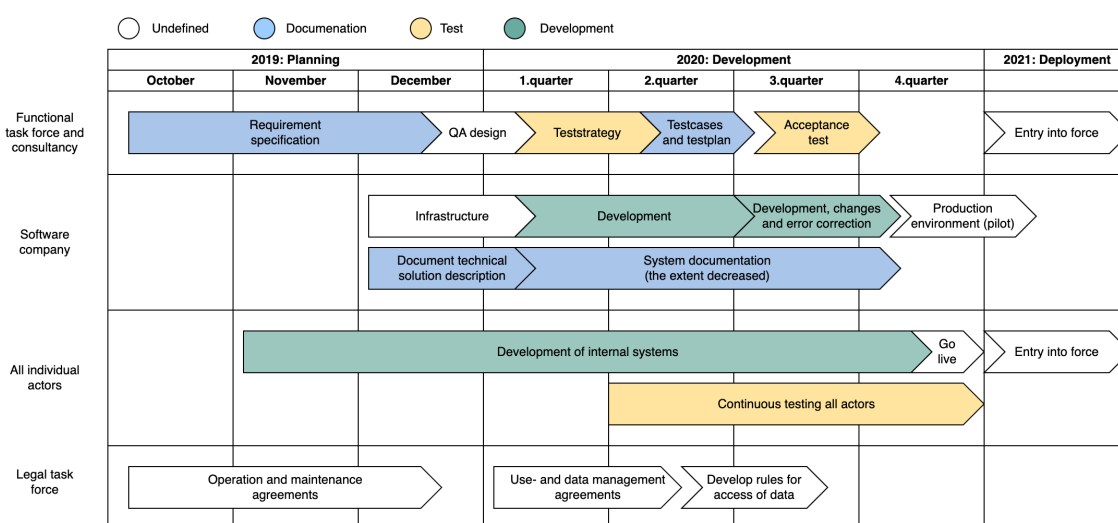 Undefined
Documenation
Test
Development
2019: Planning
2020: Development
2021: Deployment
October
November
December
1.quarter
2.quarter
3.quarter
4.quarter
Functional
task force and
consultancy
Requirement
specification
QA design
Teststrategy
Testcases
and testplan
Acceptance
test
Entry into force
Software
company
Infrastructure
Development
Development, changes
and error correction
Production
environment (pilot)
Document technical
solution description
System documentation
(the extent decreased)
All individual
actors
Development of internal systems
Go
live
Entry into force
Continuous testing all actors
Legal task
force
Operation and maintenance
agreements
Use- and data management
agreements
Develop rules for
access of data